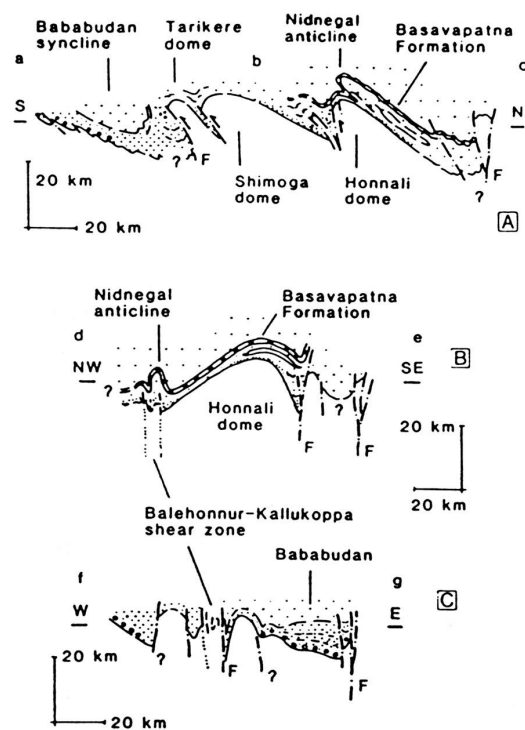 Bababudan
syncline
Tarikere
dome
Nidnegal
anticline
Basavapatna
Formation
a
b
c
S
N
? F
F
?
20 km
20 km
Shimoga
dome
Honnali
dome
A
Nidnegal
anticline
Basavapatna
Formation
d
e
NW
SE
B
?
Honnali
dome
F
?
F
20 km
20 km
Balehonnur-Kallukoppa
shear zone
Bababudan
f
g
W
E
C
?
F
?
F
20 km
20 km